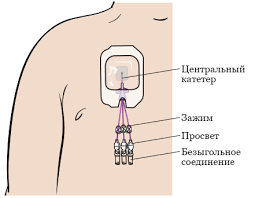 Центральный
катетер
Зажим
Просвет
Безыгольное
соединение